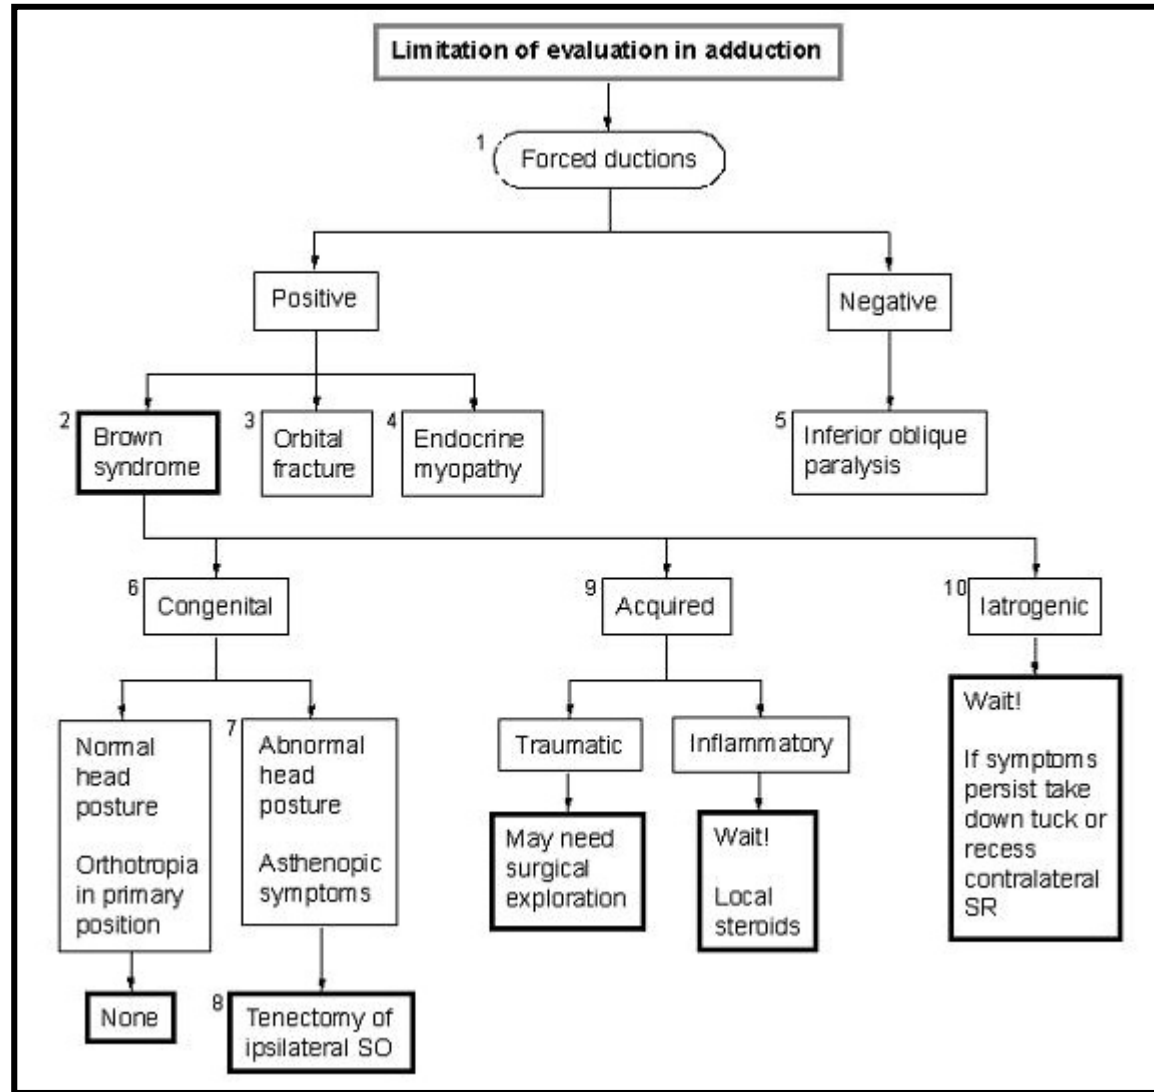 Limitation of evaluation in adduction
1
Forced ductions
Positive
Negative
2
Brown
syndrome
3
Orbital
fracture
4
Endocrine
myopathy
5
Inferior oblique
paralysis
6
Congenital
9
Acquired
10
Iatrogenic
Normal
head
posture
Orthotropia
in primary
position
7
Abnormal
head
posture
Asthenopic
symptoms
Traumatic
Inflammatory
May need
surgical
exploration
Wait!
Local
steroids
Wait!
If symptoms
persist take
down tuck or
recess
contralateral
SR
None
8
Tenectomy of
ipsilateral SO